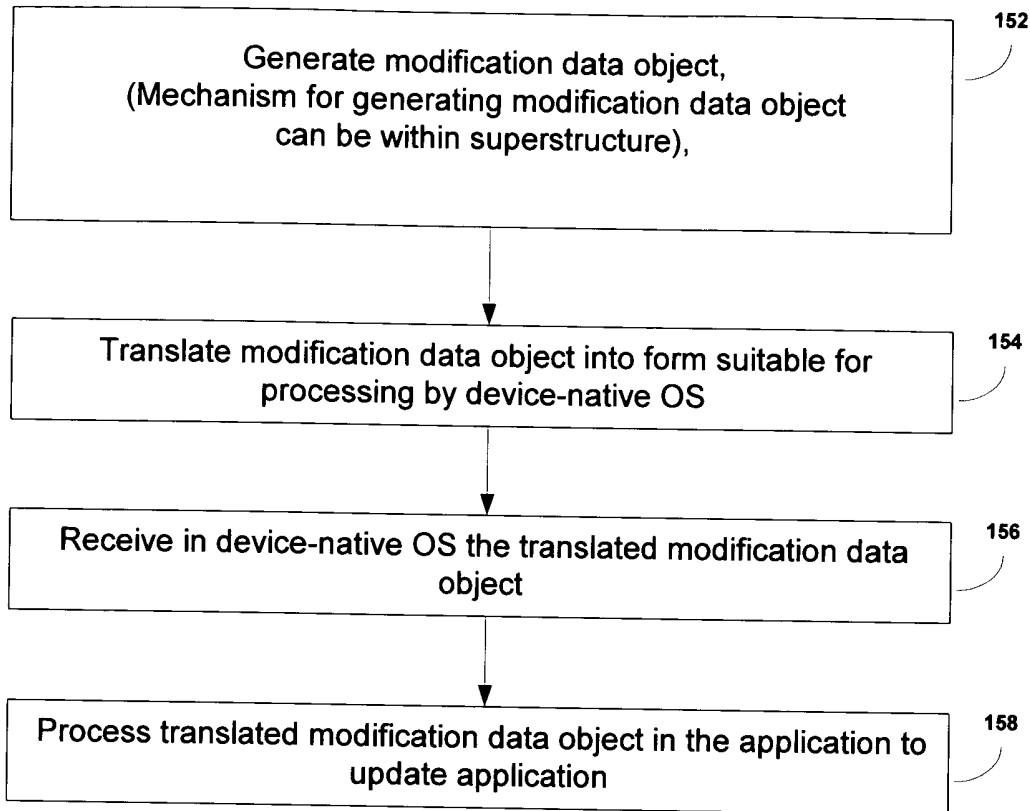 152
Generate modification data object,
(Mechanism for generating modification data object
can be within superstructure),
154
Translate modification data object into form suitable for
processing by device-native OS
156
Receive in device-native OS the translated modification data
object
158
Process translated modification data object in the application to
update application